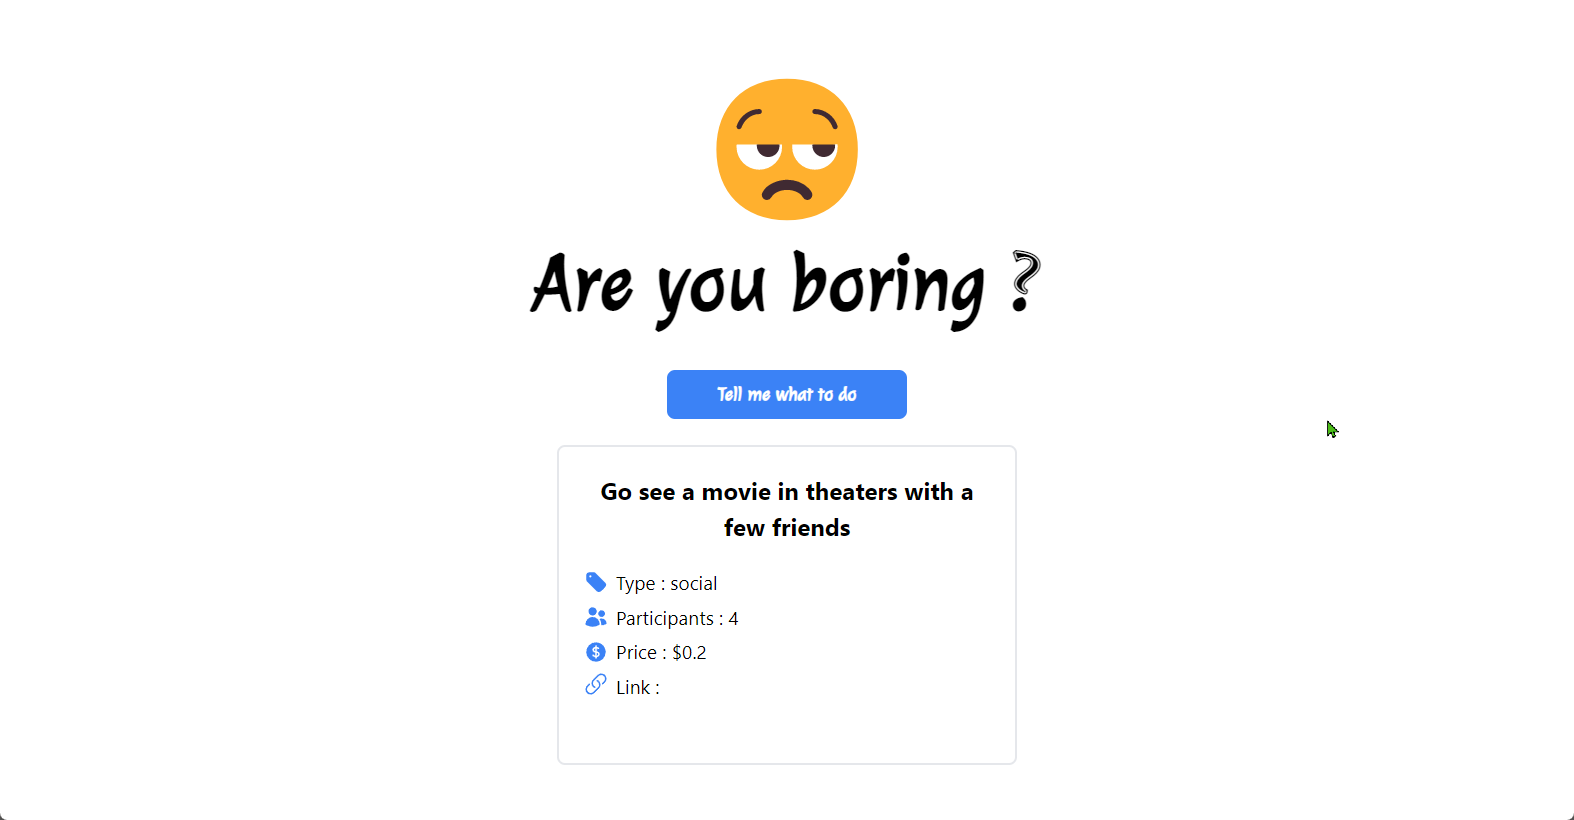 Are you boring ?
Tell me what to do
Go see a movie in theaters with a
few friends
Type : social
Participants : 4
Price : $0.2
Link :